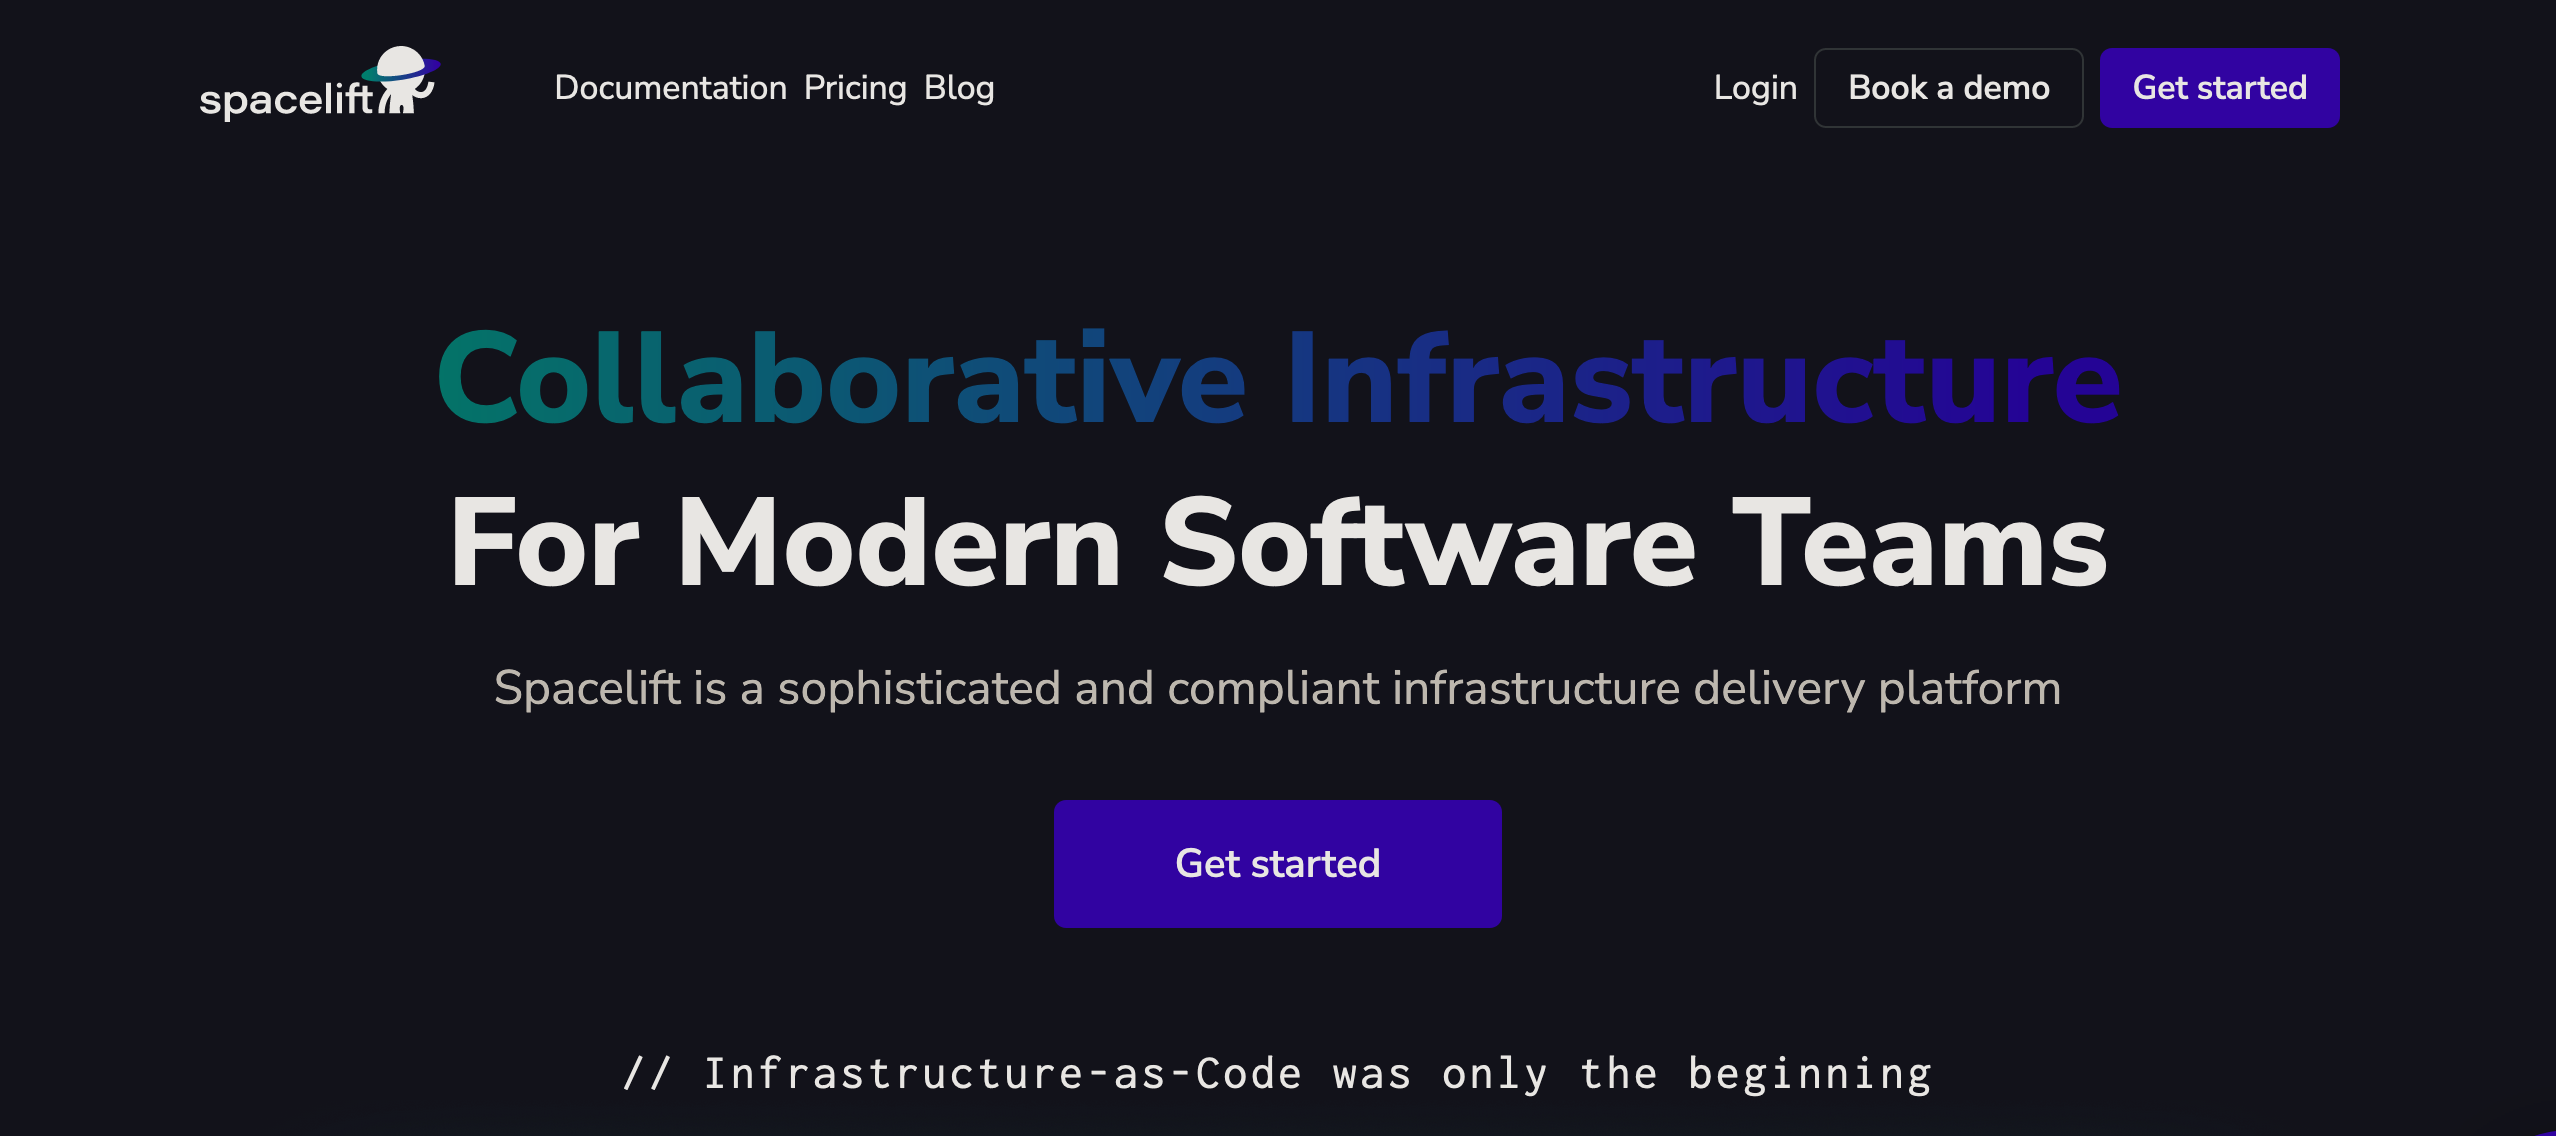 spacelift
Documentation Pricing Blog
Login
Book a demo
Get started
Collaborative Infrastructure
For Modern Software Teams
Spacelift is a sophisticated and compliant infrastructure delivery platform
Get started
// Infrastructure-as-Code was only the beginning